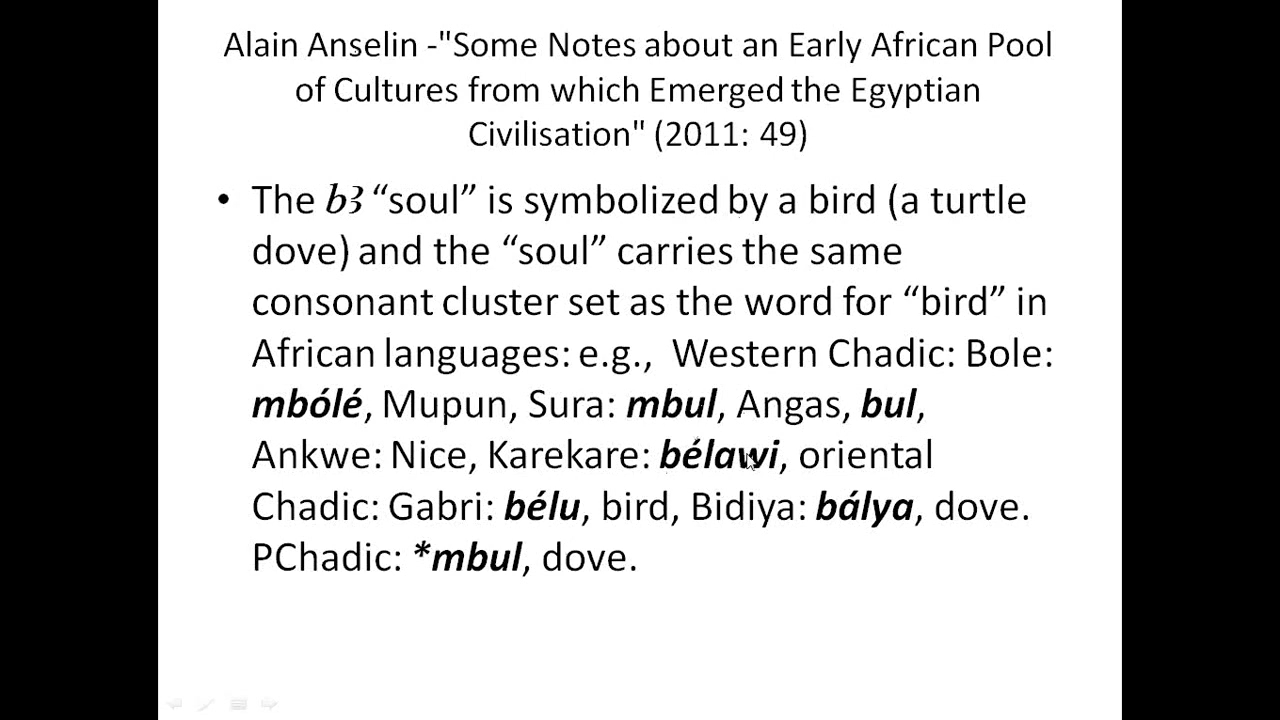 Alain Anselin -"Some Notes about an Early African Pool
of Cultures from which Emerged the Egyptian
Civilisation" (2011: 49)
• The b3 “soul” is symbolized by a bird (a turtle
dove) and the “soul” carries the same
consonant cluster set as the word for “bird” in
African languages: e.g., Western Chadic: Bole:
mbólé, Mupun, Sura: mbul, Angas, bul,
Ankwe: Nice, Karekare: bélawi, oriental
Chadic: Gabri: bélu, bird, Bidiya: bálya, dove.
PChadic: *mbul, dove.